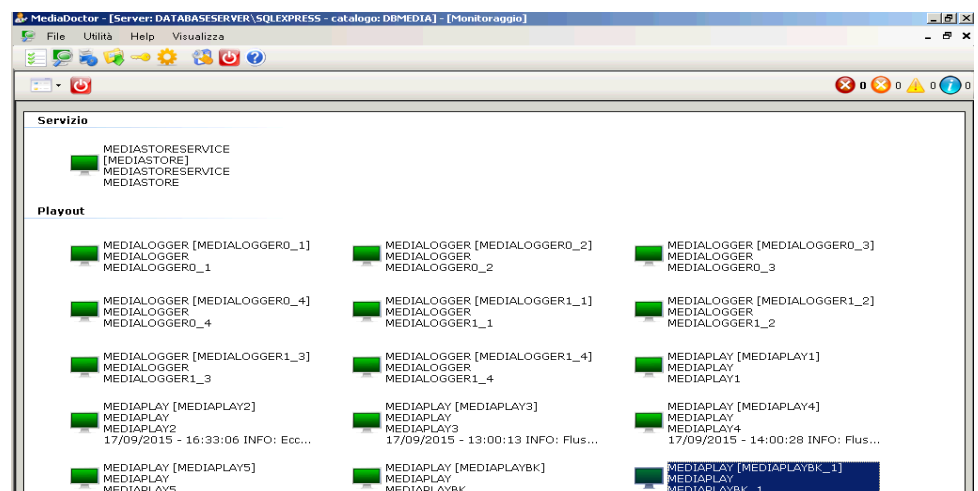 MediaDoctor - [Server: DATABASESERVER\SQLEXPRESS - catalogo: DBMEDIA] - [Monitoraggio]
File Utilità Help Visualizza
0 0 0 0
Servizio
MEDIASTORESERVICE
[MEDIASTORE]
MEDIASTORESERVICE
MEDIASTORE
Playout
MEDIALOGGER [MEDIALOGGER0_1]
MEDIALOGGER
MEDIALOGGER0_1
MEDIALOGGER [MEDIALOGGER0_2]
MEDIALOGGER
MEDIALOGGER0_2
MEDIALOGGER [MEDIALOGGER0_3]
MEDIALOGGER
MEDIALOGGER0_3
MEDIALOGGER [MEDIALOGGER0_4]
MEDIALOGGER
MEDIALOGGER0_4
MEDIALOGGER [MEDIALOGGER1_1]
MEDIALOGGER
MEDIALOGGER1_1
MEDIALOGGER [MEDIALOGGER1_2]
MEDIALOGGER
MEDIALOGGER1_2
MEDIALOGGER [MEDIALOGGER1_3]
MEDIALOGGER
MEDIALOGGER1_3
MEDIALOGGER [MEDIALOGGER1_4]
MEDIALOGGER
MEDIALOGGER1_4
MEDIAPLAY [MEDIAPLAY1]
MEDIAPLAY
MEDIAPLAY1
MEDIAPLAY [MEDIAPLAY2]
MEDIAPLAY
MEDIAPLAY2
17/09/2015 - 16:33:06 INFO: Ecc...
MEDIAPLAY [MEDIAPLAY3]
MEDIAPLAY
MEDIAPLAY3
17/09/2015 - 13:00:13 INFO: Flus...
MEDIAPLAY [MEDIAPLAY4]
MEDIAPLAY
MEDIAPLAY4
17/09/2015 - 14:00:28 INFO: Flus...
MEDIAPLAY [MEDIAPLAY5]
MEDIAPLAY
MEDIAPLAY5
MEDIAPLAY [MEDIAPLAYBK]
MEDIAPLAY
MEDIAPLAYBK
MEDIAPLAY [MEDIAPLAYBK_1]
MEDIAPLAY
MEDIAPLAYBK_1